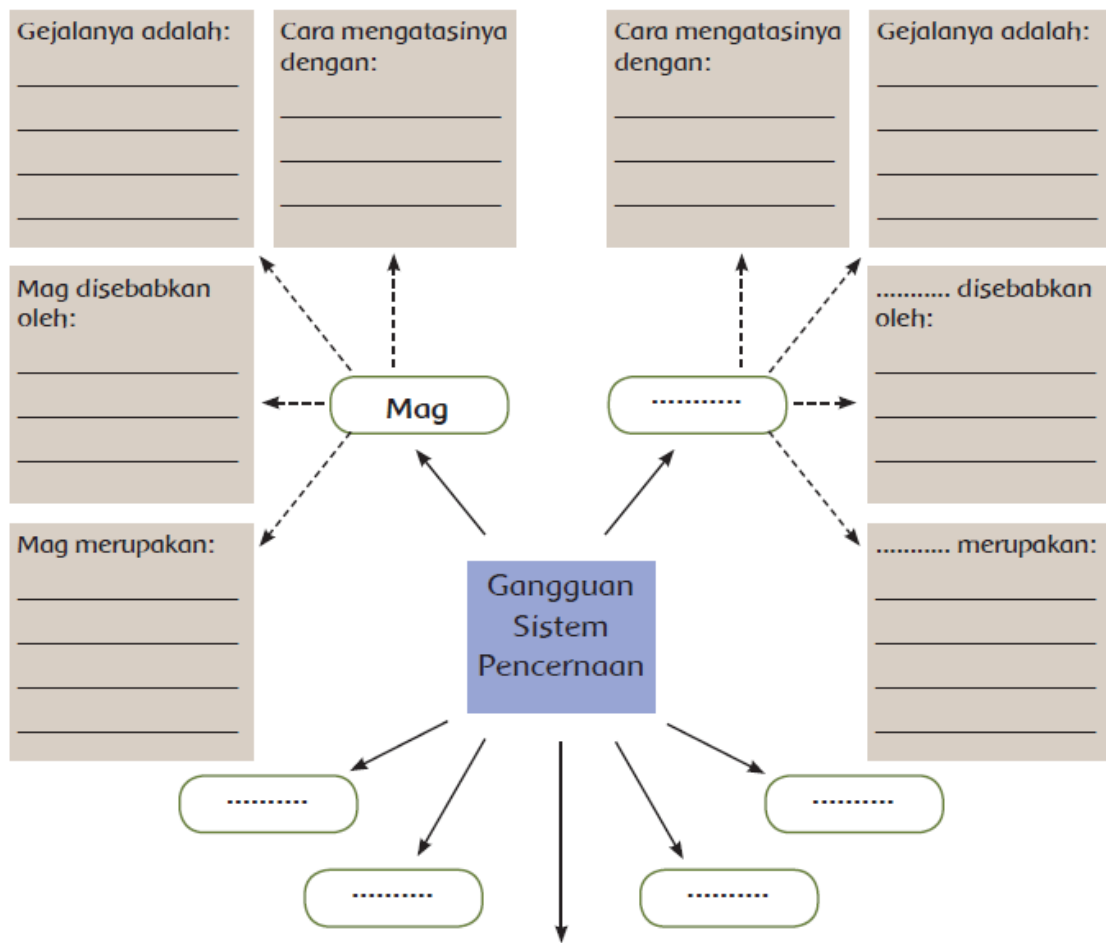 Gejalanya adalah:
Cara mengatasinya
dengan:
Cara mengatasinya
dengan:
Gejalanya adalah:
Mag disebabkan
oleh:
........... disebabkan
oleh:
Mag
...........
Mag merupakan:
........... merupakan:
Gangguan
Sistem
Pencernaan
..........
..........
..........
..........